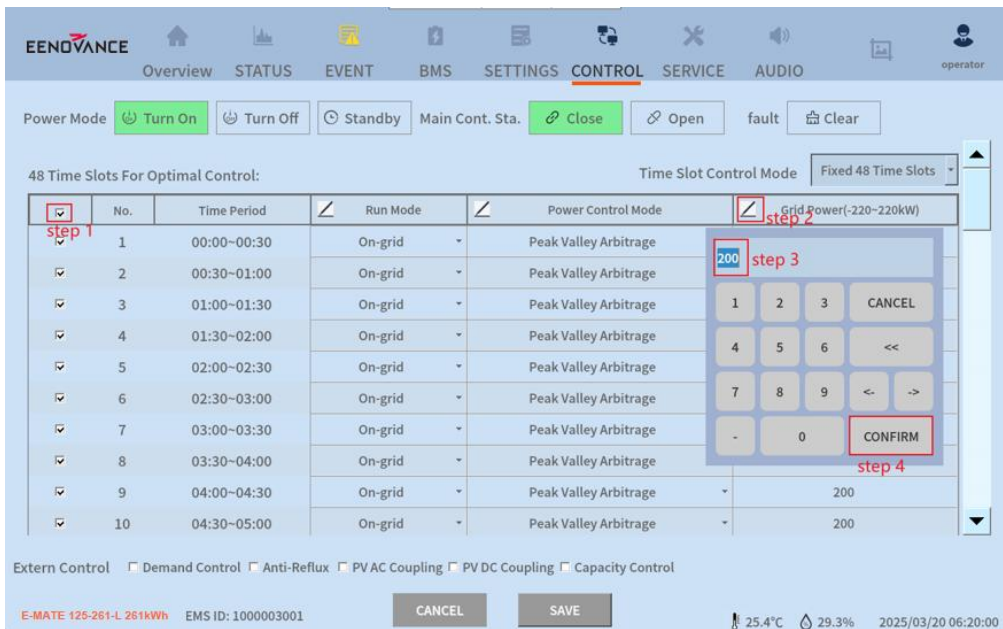 EENOVANCE
Overview STATUS EVENT BMS SETTINGS CONTROL SERVICE AUDIO operator
Power Mode Turn On Turn Off Standby Main Cont. Sta. Close Open fault Clear
48 Time Slots For Optimal Control: Time Slot Control Mode Fixed 48 Time Slots
No. Time Period Run Mode Power Control Mode Grid Power(-220~220kW)
step 1 step 2
1 00:00~00:30 On-grid Peak Valley Arbitrage
200 step 3
2 00:30~01:00 On-grid Peak Valley Arbitrage
3 01:00~01:30 On-grid Peak Valley Arbitrage
1 2 3 CANCEL
4 01:30~02:00 On-grid Peak Valley Arbitrage
4 5 6 <<
5 02:00~02:30 On-grid Peak Valley Arbitrage
6 02:30~03:00 On-grid Peak Valley Arbitrage
7 8 9 <- ->
7 03:00~03:30 On-grid Peak Valley Arbitrage
- 0 CONFIRM
8 03:30~04:00 On-grid Peak Valley Arbitrage
step 4
9 04:00~04:30 On-grid Peak Valley Arbitrage 200
10 04:30~05:00 On-grid Peak Valley Arbitrage 200
Extern Control Demand Control Anti-Reflux PV AC Coupling PV DC Coupling Capacity Control
E-MATE 125-261-L 261kWh EMS ID: 1000003001 CANCEL SAVE 25.4°C 29.3% 2025/03/20 06:20:00